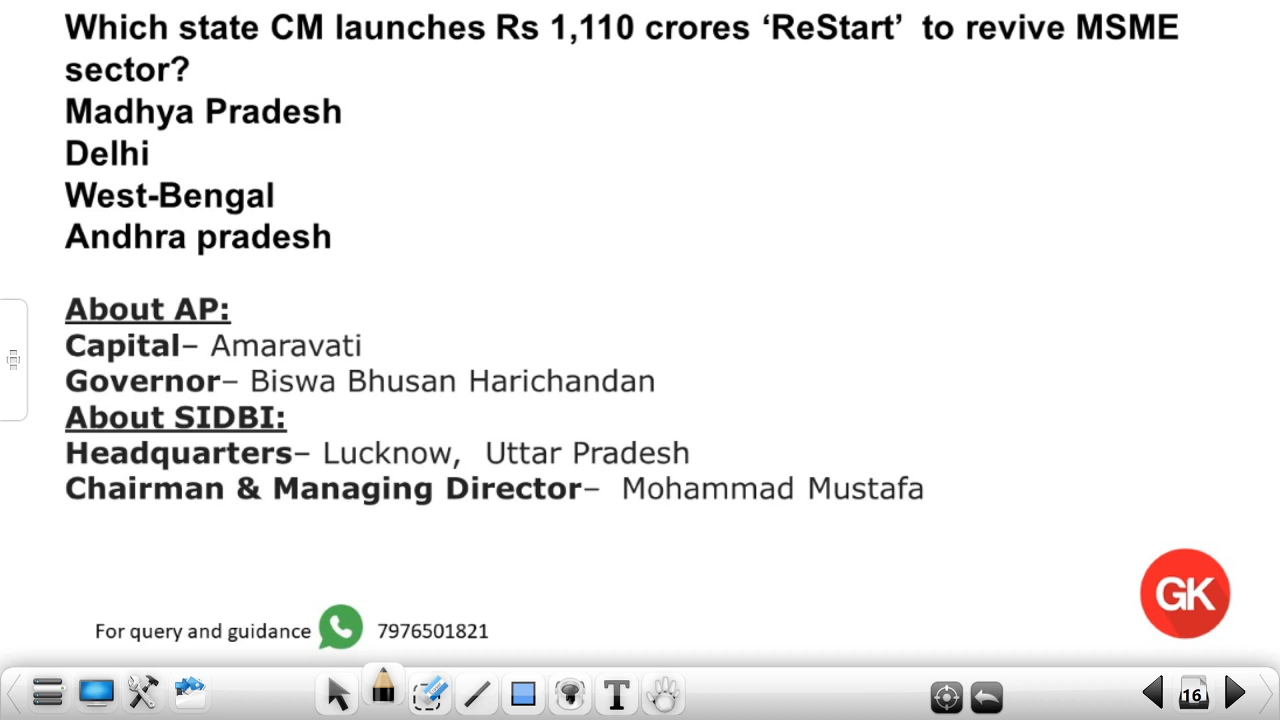 Which state CM launches Rs 1,110 crores ‘ReStart’ to revive MSME
sector?
Madhya Pradesh
Delhi
West-Bengal
Andhra pradesh
About AP:
Capital– Amaravati
Governor– Biswa Bhusan Harichandan
About SIDBI:
Headquarters– Lucknow, Uttar Pradesh
Chairman & Managing Director– Mohammad Mustafa
GK
For query and guidance 7976501821
T
16